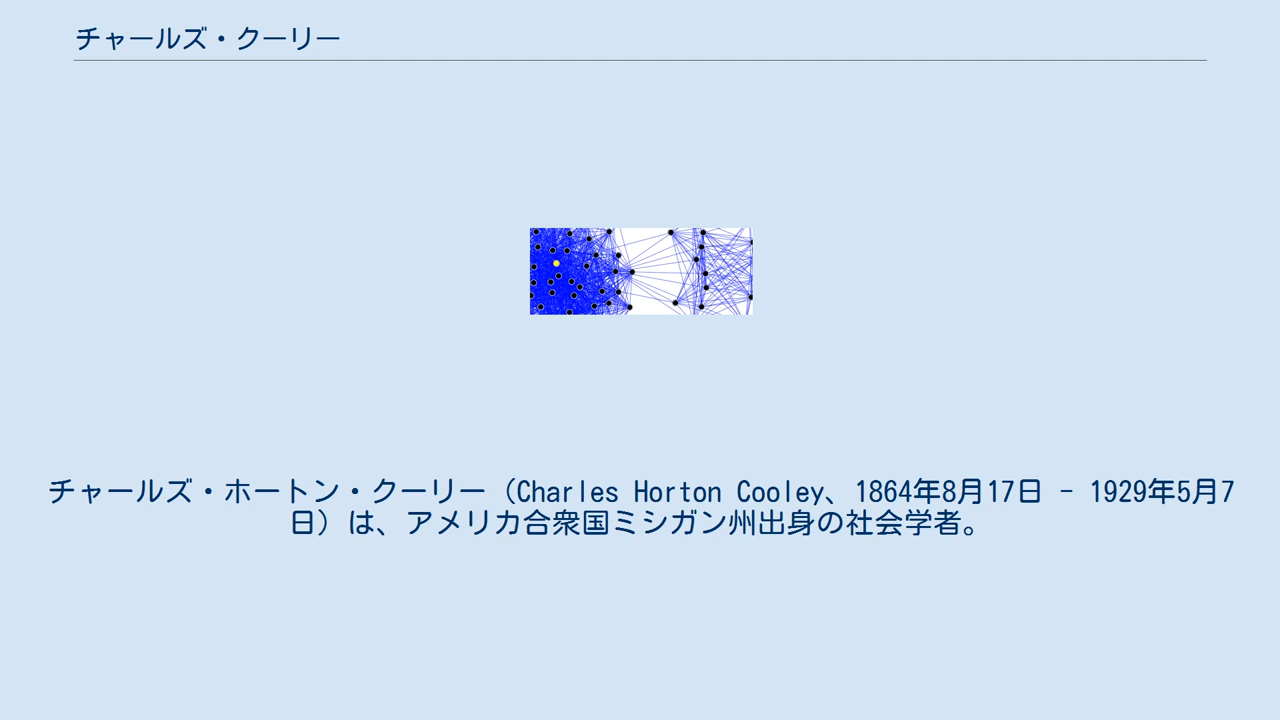 チャールズ・クーリー
チャールズ・ホートン・クーリー（Charles Horton Cooley、1864年8月17日 - 1929年5月7
日）は、アメリカ合衆国ミシガン州出身の社会学者。